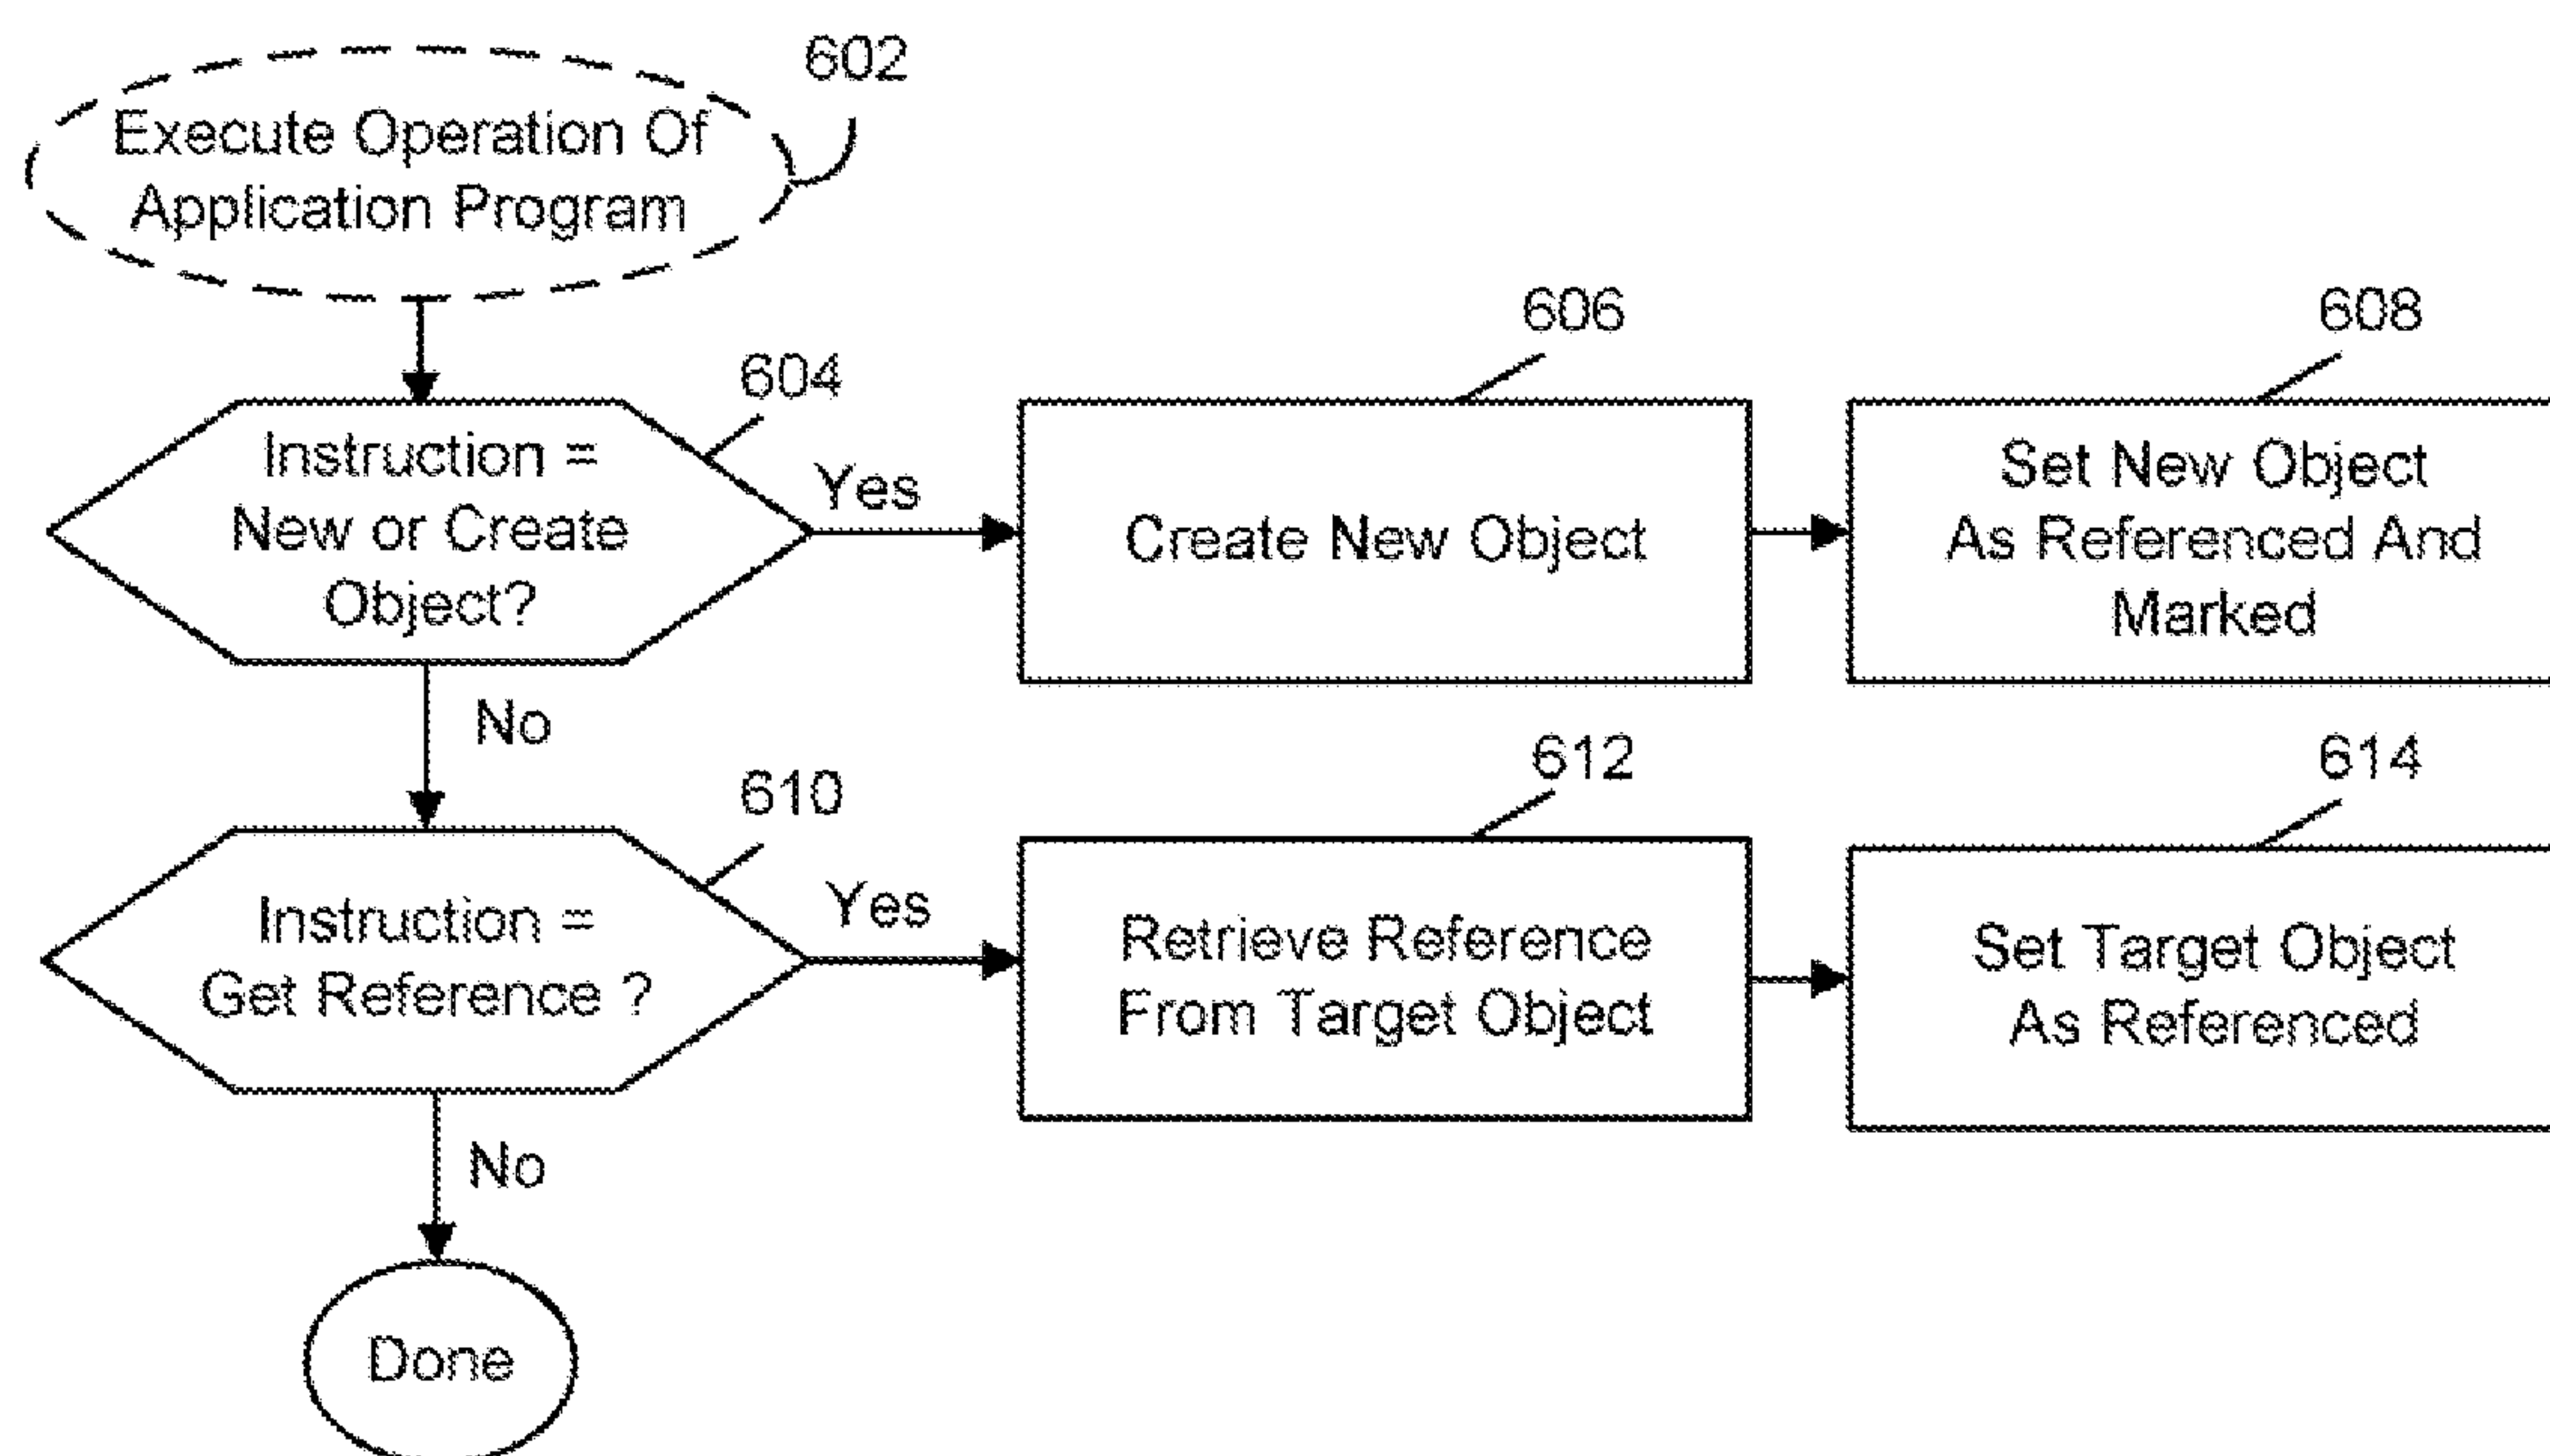 602
Execute Operation Of
Application Program
604
Instruction =
New or Create
Object?
Yes
606
Create New Object
608
Set New Object
As Referenced And
Marked
No
610
Instruction =
Get Reference ?
Yes
612
Retrieve Reference
From Target Object
614
Set Target Object
As Referenced
No
Done